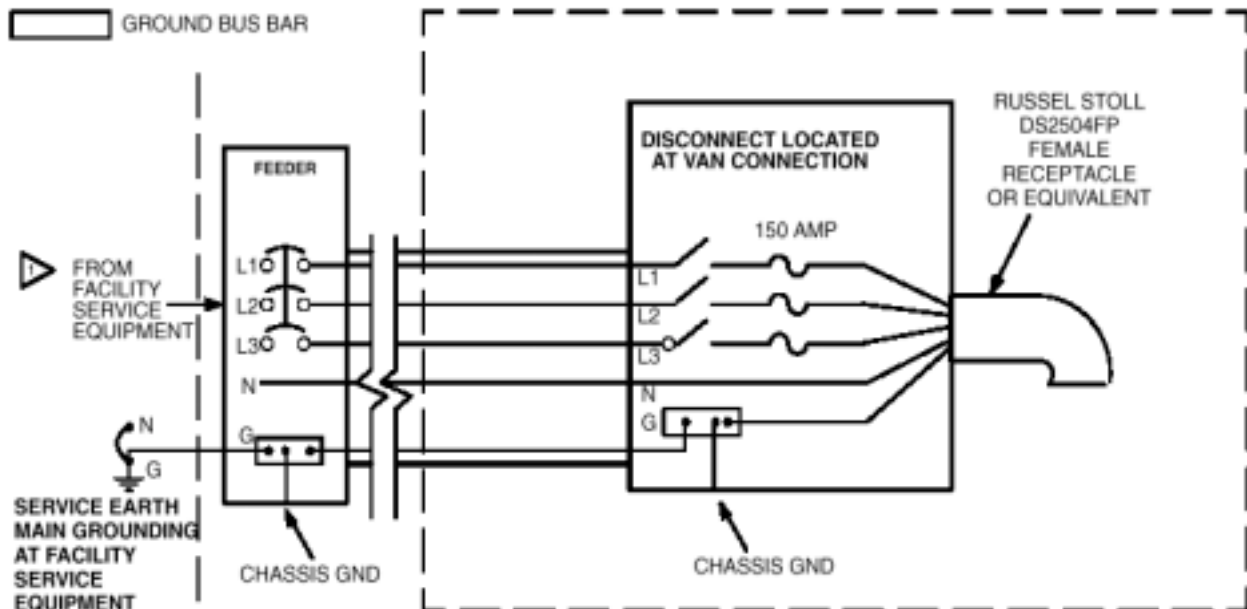 GROUND BUS BAR
RUSSEL STOLL
DS2504FP
FEMALE
RECEPTACLE
OR EQUIVALENT
DISCONNECT LOCATED
AT VAN CONNECTION
FEEDER
150 AMP
1
FROM
FACILITY
SERVICE
EQUIPMENT
L1
L2
L3
N
G
L1
L2
L3
N
G
N
G
SERVICE EARTH
MAIN GROUNDING
AT FACILITY
SERVICE
EQUIPMENT
CHASSIS GND
CHASSIS GND